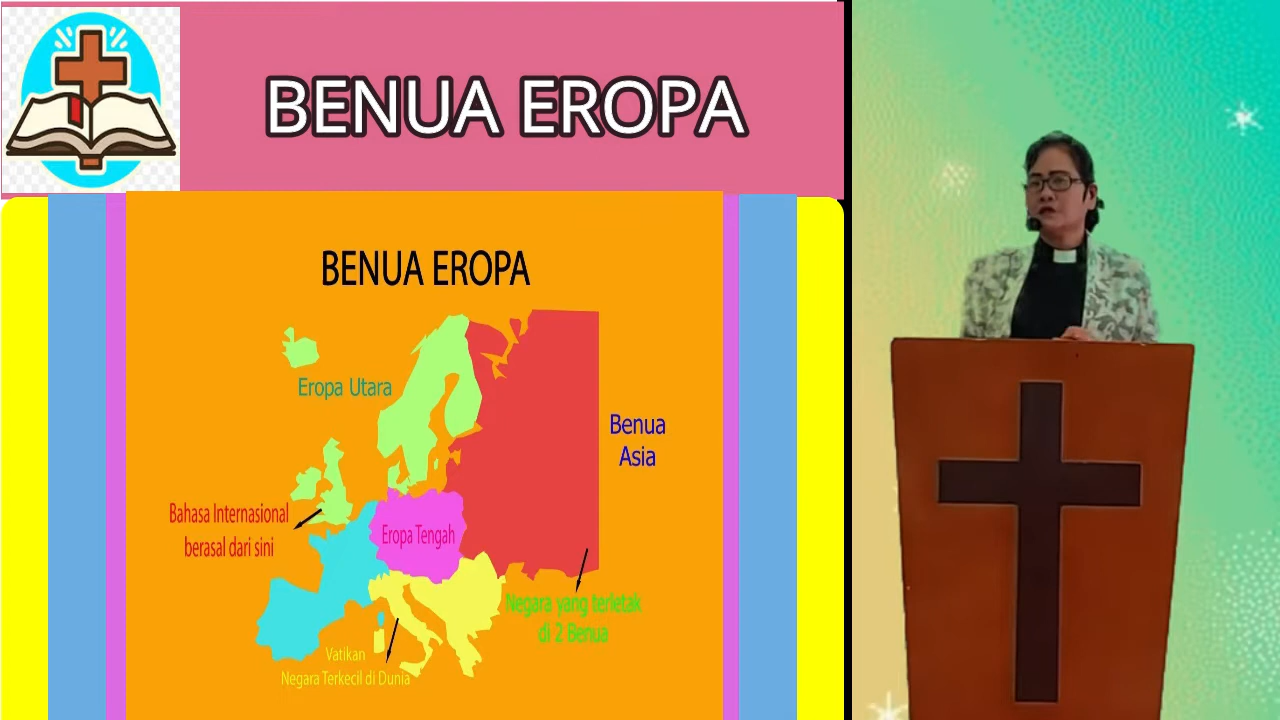 BENUA EROPA
BENUA EROPA
Eropa Utara
Benua
Asia
Bahasa Internasional
berasal dari sini
Eropa Tengah
Negara yang terletak
di 2 Benua
Vatikan
Negara Terkecil di Dunia